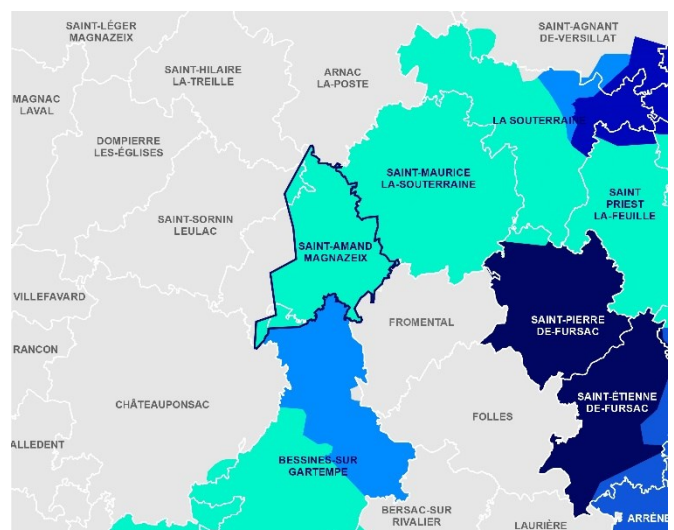 SAINT-LÉGER
MAGNAZEIX
SAINT-AGNANT
DE-VERSILLAT
SAINT-HILAIRE
LA-TREILLE
ARNAC
LA-POSTE
MAGNAC
LAVAL
LA SOUTERRAINE
DOMPIERRE
LES-ÉGLISES
SAINT-MAURICE
LA-SOUTERRAINE
SAINT
PRIEST
LA-FEUILLE
SAINT-SORNIN
LEULAC
SAINT-AMAND
MAGNAZEIX
VILLEFAVARD
FROMENTAL
SAINT-PIERRE
DE-FURSAC
RANCON
CHÂTEAUPONSAC
SAINT-ÉTIENNE
DE-FURSAC
FOLLES
ALLEDENT
BESSINES-SUR
GARTEMPE
BERSAC-SUR
RIVALIER
LAURIÈRE
ARRÈNE